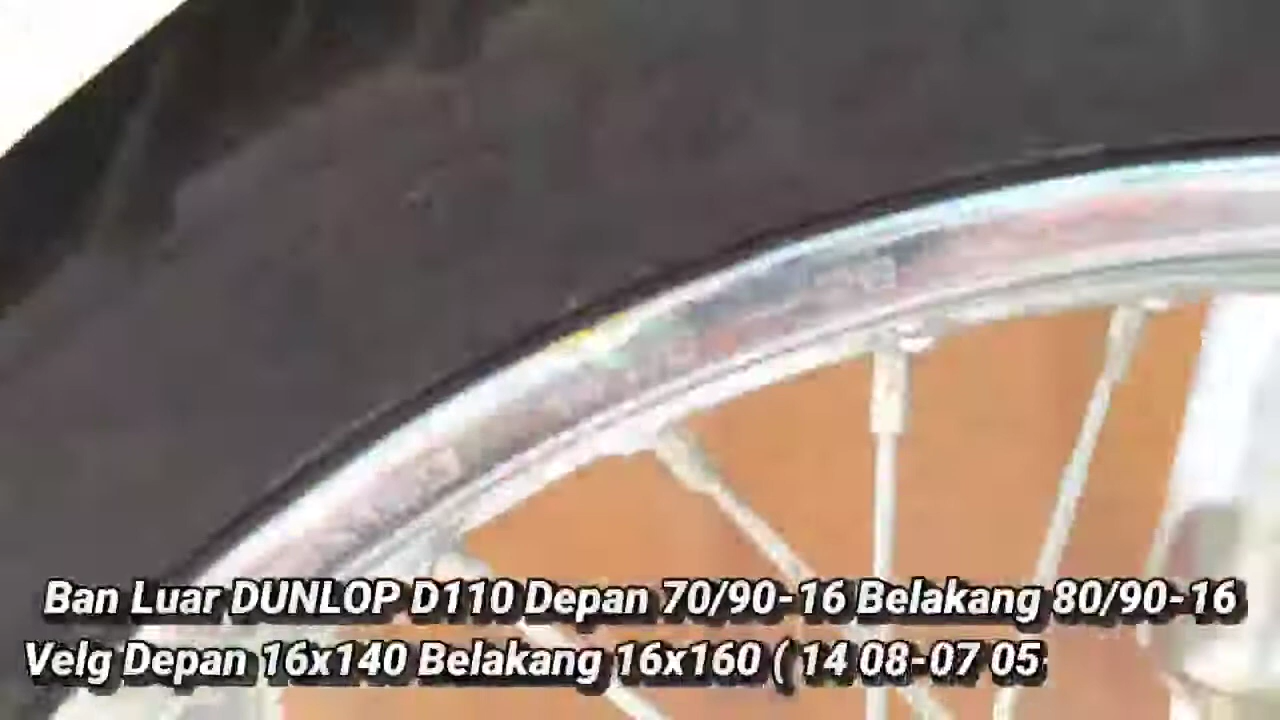 Ban Luar DUNLOP D110 Depan 70/90-16 Belakang 80/90-16
Velg Depan 16x140 Belakang 16x160 ( 14 08-07 05-